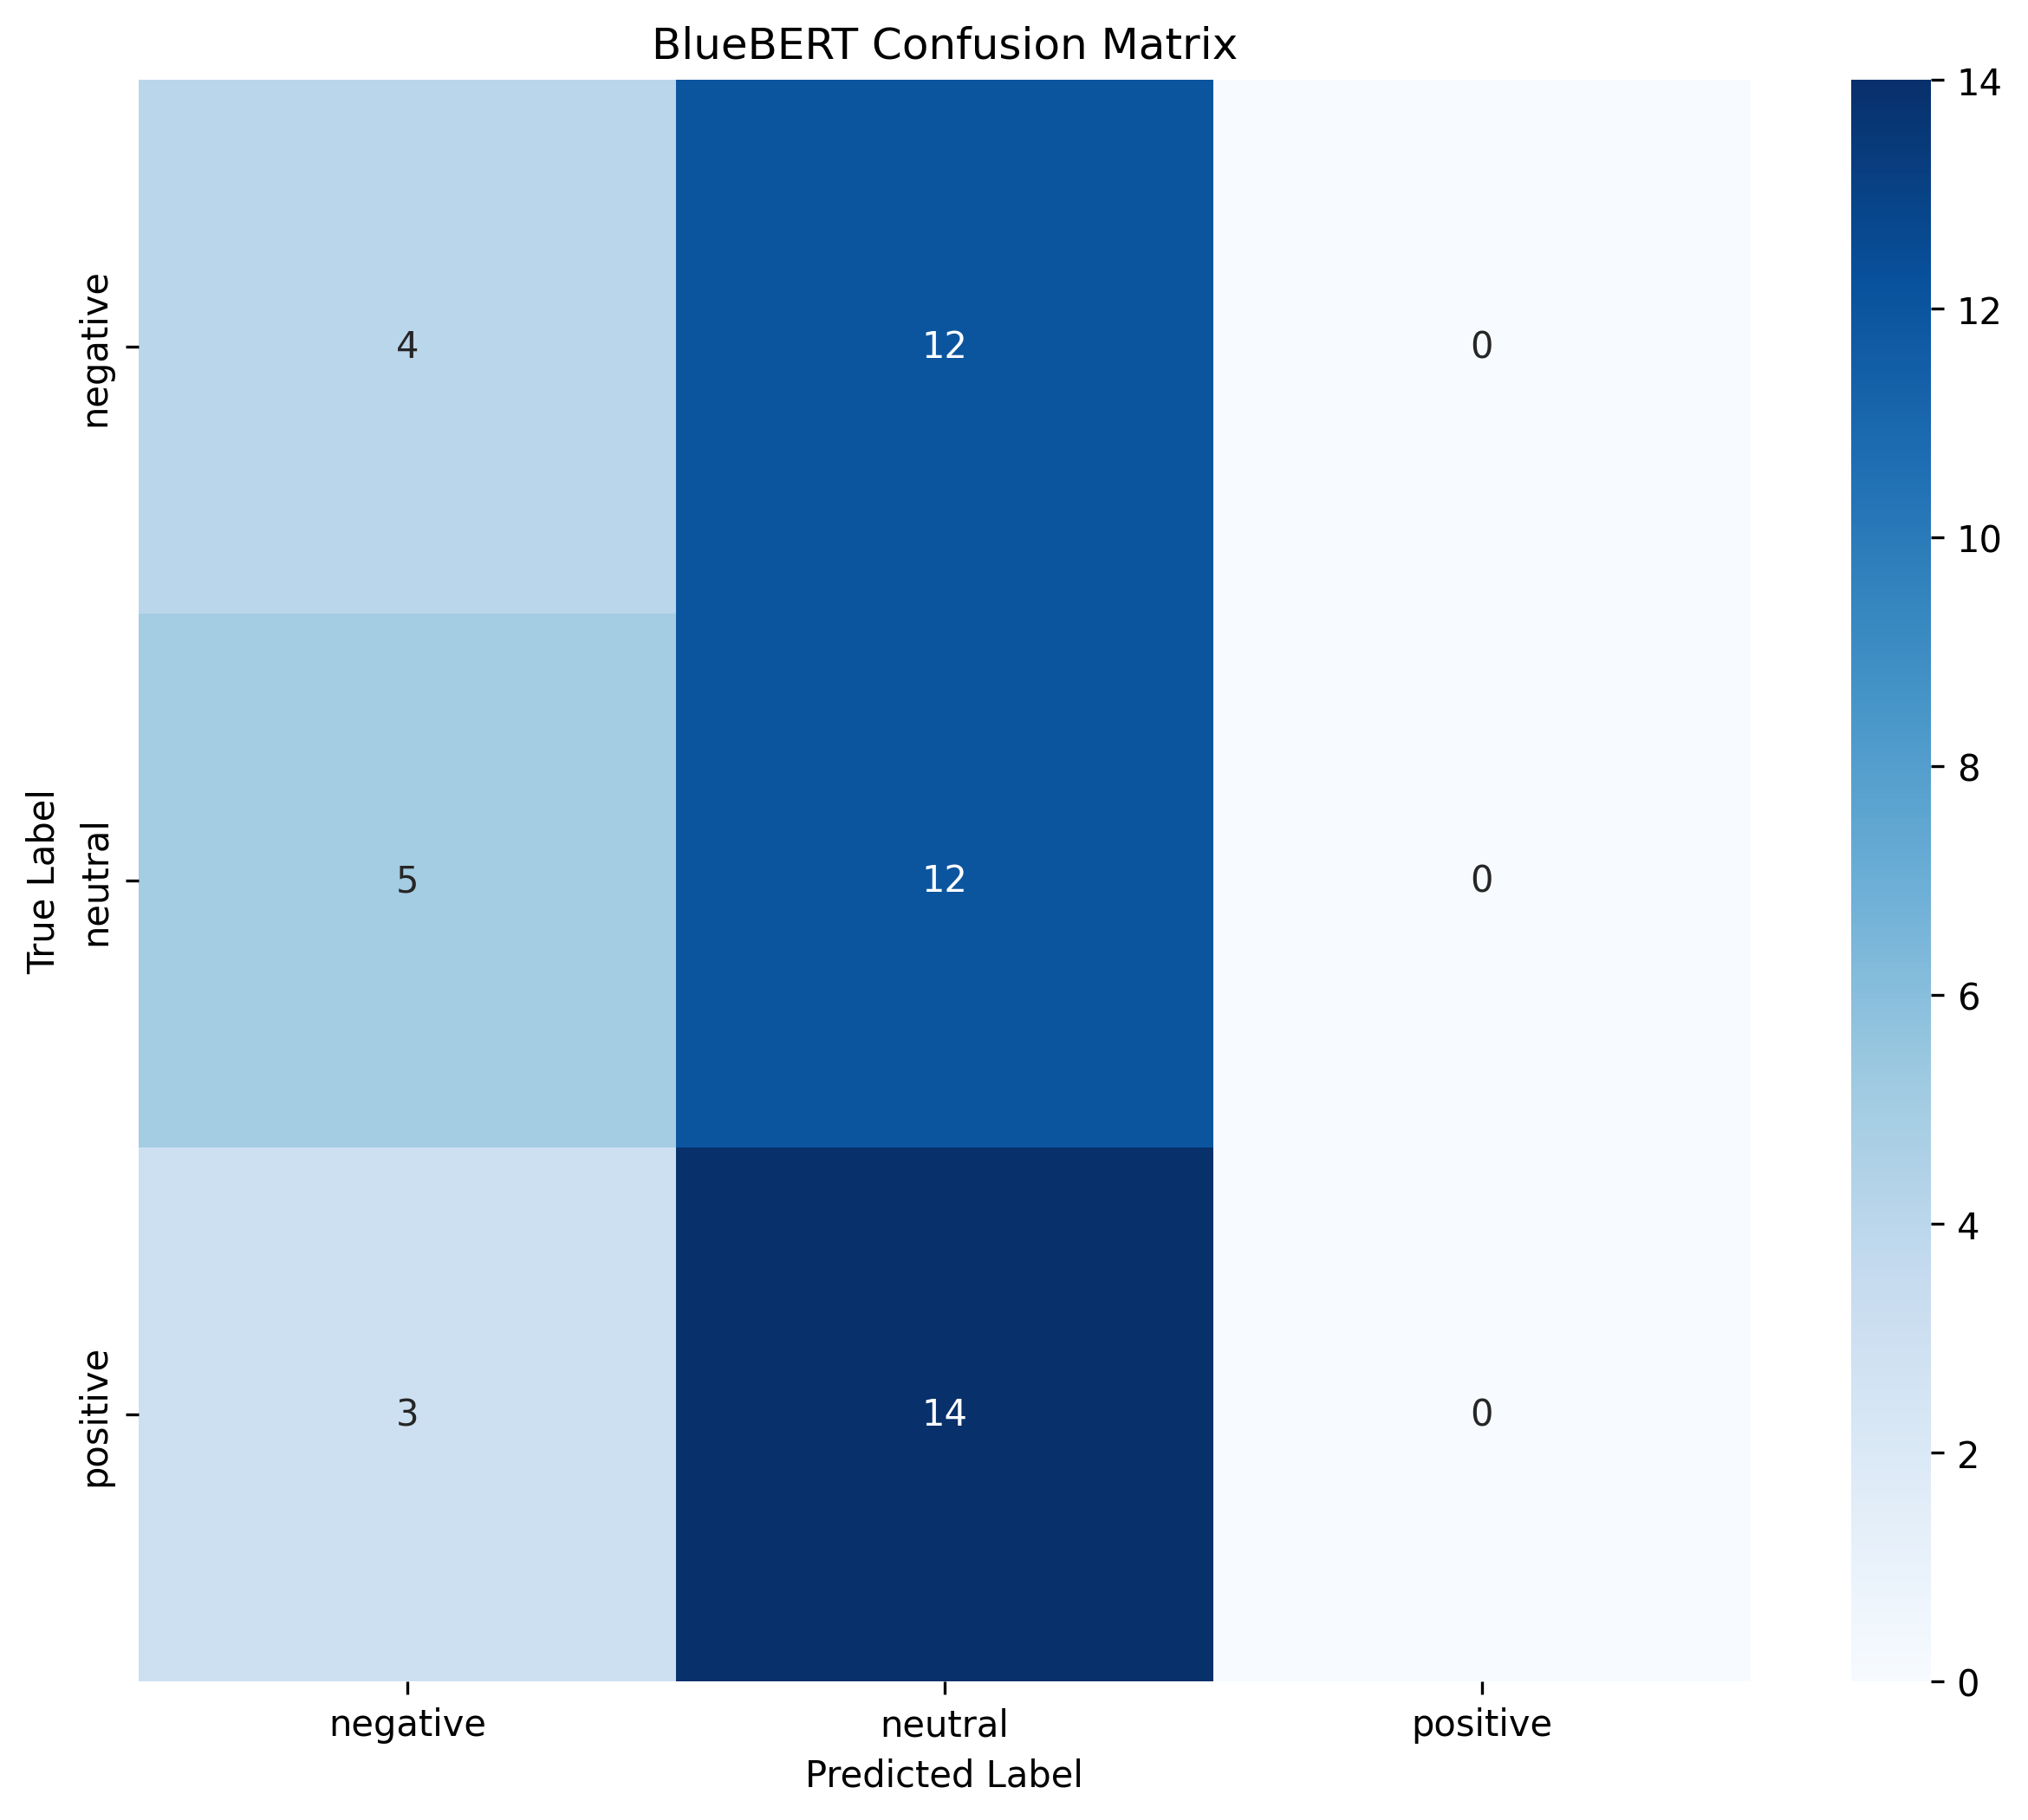 BlueBERT Confusion Matrix
True Label
negative
4
12
0
neutral
5
12
0
positive
3
14
0
negative
neutral
positive
Predicted Label
14
12
10
8
6
4
2
0